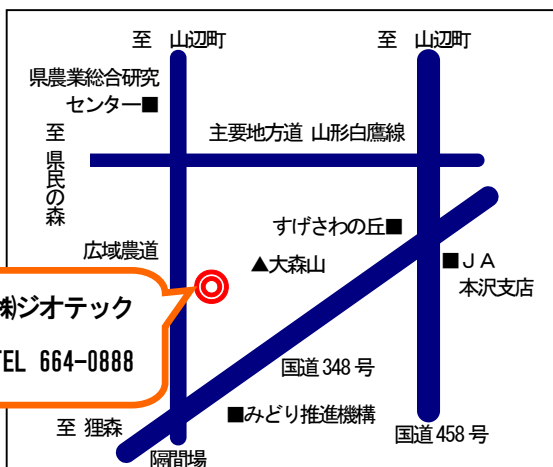 至　山辺町
至　山辺町
県農業総合研究
センター■
主要地方道 山形白鷹線
至 県民の森
すげさわの丘■
広域農道
▲大森山
■ＪＡ
本沢支店
㈱ジオテック
TEL 664-0888
国道348号
■みどり推進機構
至 狸森
国道458号
隔間場